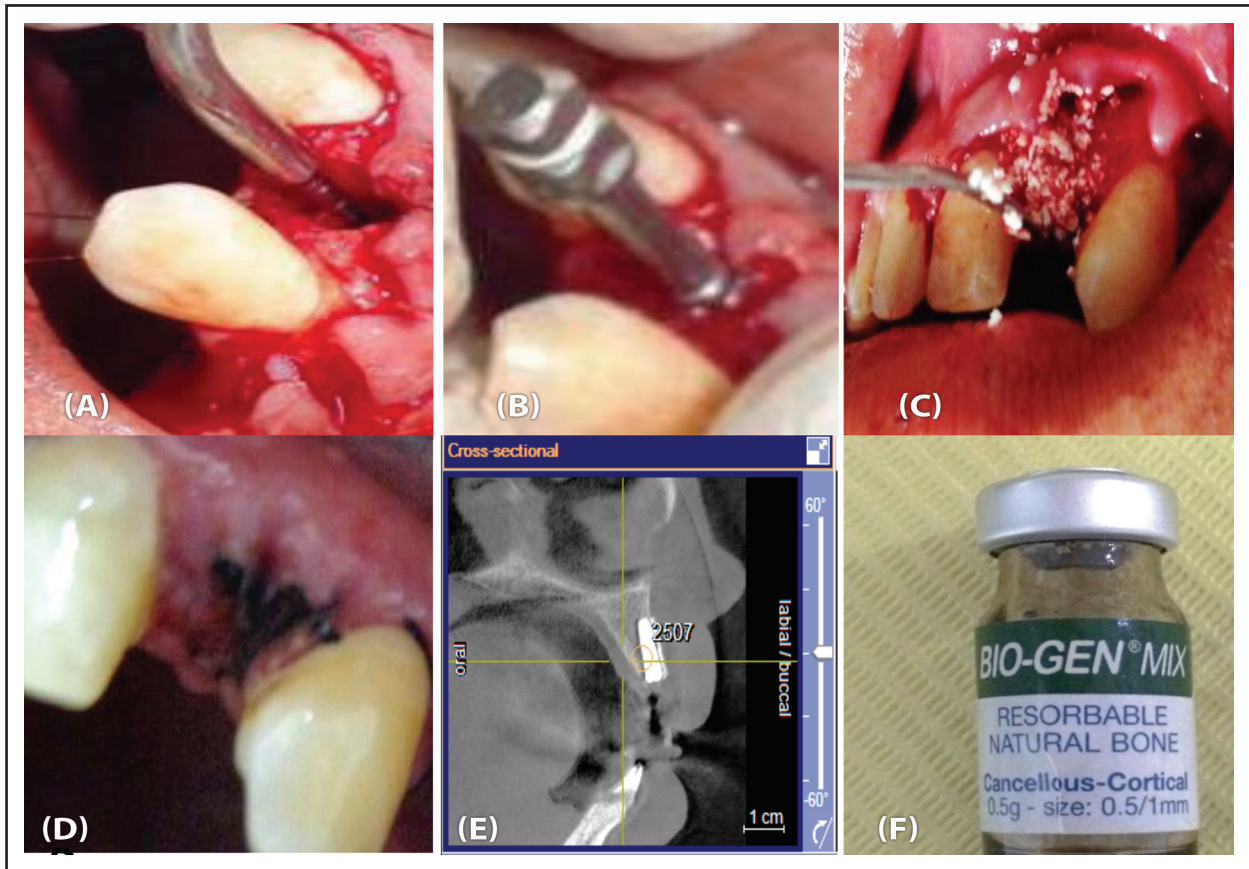 (A)
(B)
(C)
(D)
Cross-sectional
60°
2507
oral
labial / buccal
-60°
1 cm
(E)
BIO-GEN® MIX
RESORBABLE
NATURAL BONE
Cancellous-Cortical
0.5g - size: 0.5/1mm
(F)